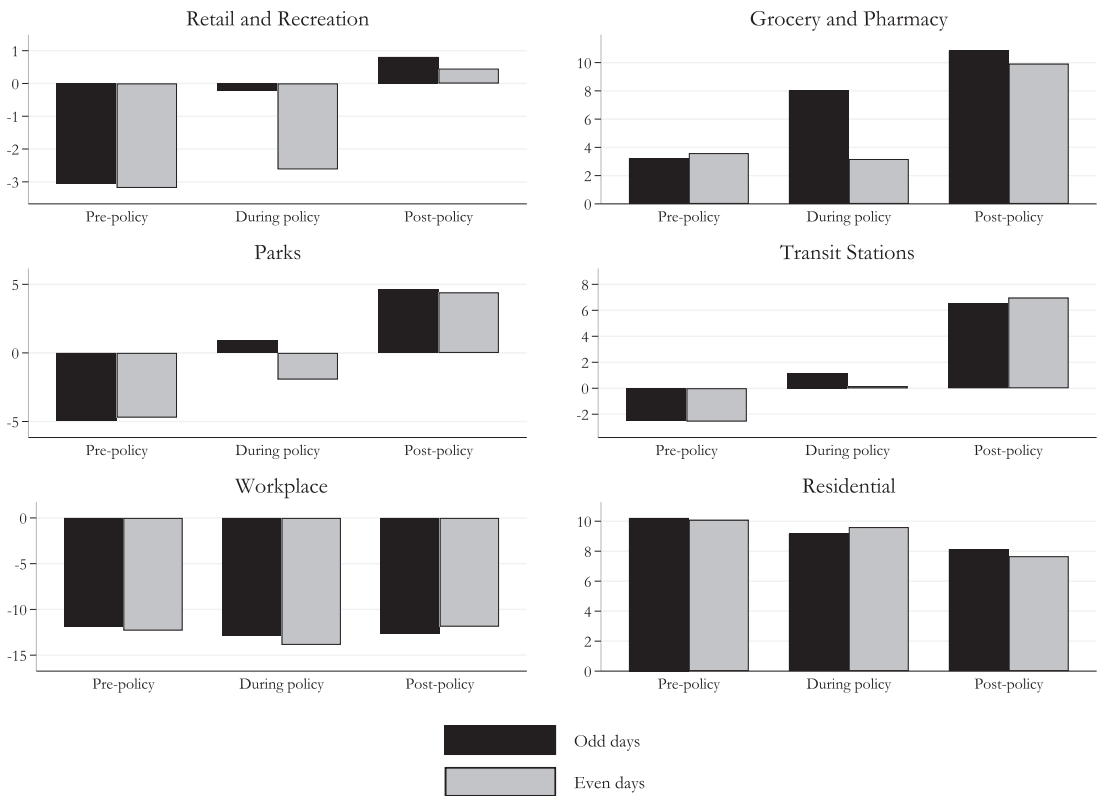 Retail and Recreation
1
0
-1
-2
-3
Pre-policy During policy Post-policy
Grocery and Pharmacy
10
8
6
4
2
0
Pre-policy During policy Post-policy
Parks
5
0
-5
Pre-policy During policy Post-policy
Transit Stations
8
6
4
2
0
-2
Pre-policy During policy Post-policy
Workplace
0
-5
-10
-15
Pre-policy During policy Post-policy
Residential
10
8
6
4
2
0
Pre-policy During policy Post-policy
Odd days
Even days